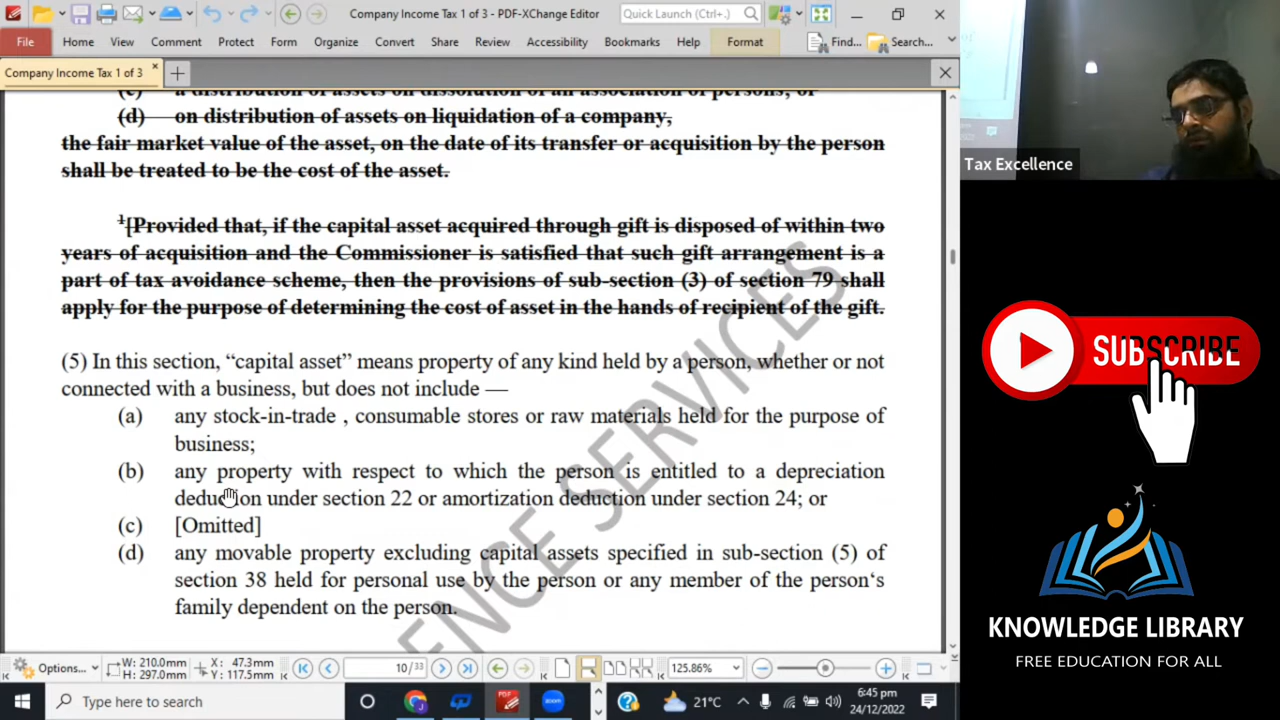 Company Income Tax 1 of 3 - PDF-XChange Editor
Quick Launch (Ctrl+.)
File Home View Comment Protect Form Organize Convert Share Review Accessibility Bookmarks Help Format Find... Search...
Company Income Tax 1 of 3
(c) a distribution of assets on dissolution of an association of persons; or
(d) on distribution of assets on liquidation of a company,
the fair market value of the asset, on the date of its transfer or acquisition by the person
shall be treated to be the cost of the asset.
1[Provided that, if the capital asset acquired through gift is disposed of within two
years of acquisition and the Commissioner is satisfied that such gift arrangement is a
part of tax avoidance scheme, then the provisions of sub-section (3) of section 79 shall
apply for the purpose of determining the cost of asset in the hands of recipient of the gift.
(5) In this section, “capital asset” means property of any kind held by a person, whether or not
connected with a business, but does not include —
(a) any stock-in-trade , consumable stores or raw materials held for the purpose of
business;
(b) any property with respect to which the person is entitled to a depreciation
deduction under section 22 or amortization deduction under section 24; or
(c) [Omitted]
(d) any movable property excluding capital assets specified in sub-section (5) of
section 38 held for personal use by the person or any member of the person‘s
family dependent on the person.
ENCE SERVICES
Options...
W: 210.0mm
H: 297.0mm
X: 47.3mm
Y: 117.5mm
10 /33
125.86%
Type here to search
21°C
6:45 pm
24/12/2022
Tax Excellence
SUBSCRIBE
KNOWLEDGE LIBRARY
FREE EDUCATION FOR ALL